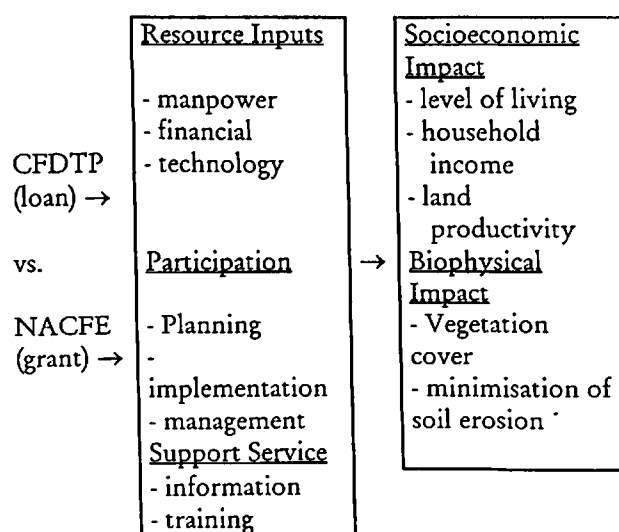 CFDTP
(loan) →
vs.
NACFE
(grant) →
Resource Inputs
- manpower
- financial
- technology
Participation
- Planning
-
implementation
- management
Support Service
- information
- training
→
Socioeconomic
Impact
- level of living
- household
income
- land
productivity
Biophysical
Impact
- Vegetation
cover
- minimisation of
soil erosion